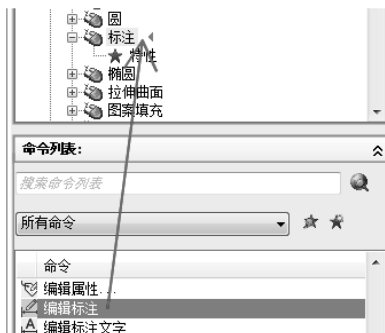 圆
标注
特性
椭圆
拉伸曲面
图案填充
命令列表:
搜索命令列表
所有命令
命令
编辑属性...
编辑标注
编辑标注文字